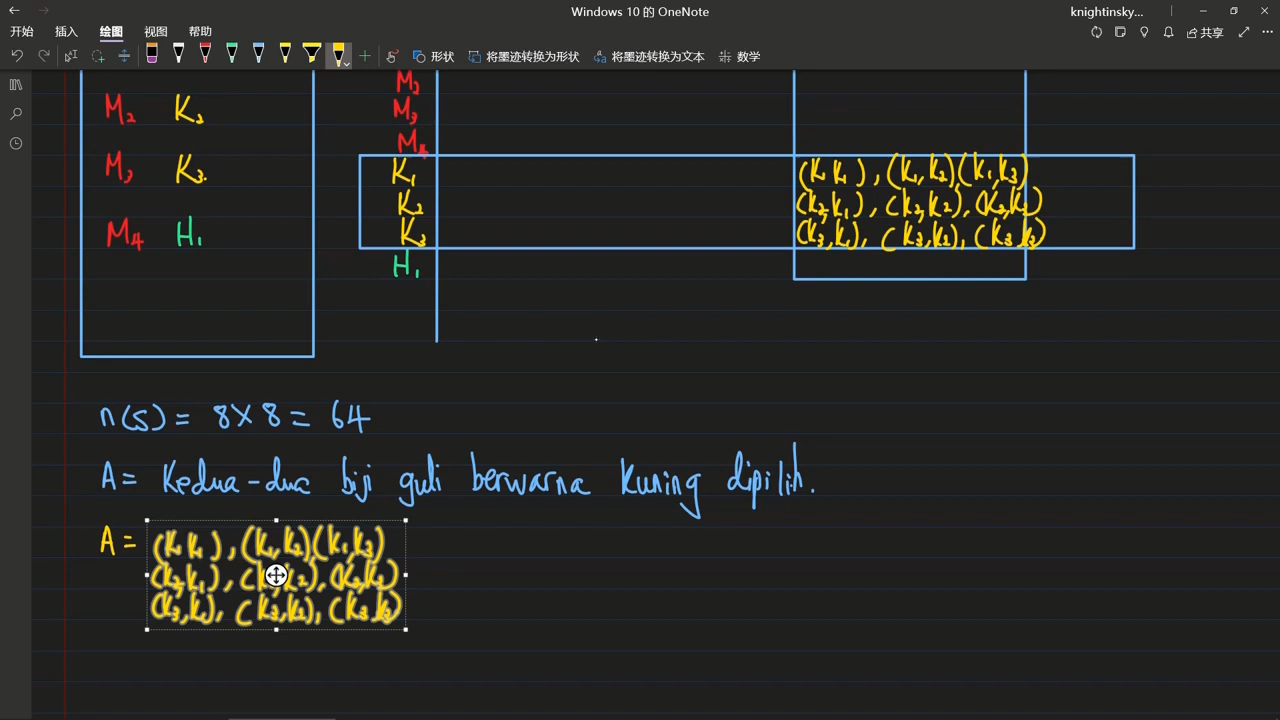 Windows 10 的 OneNote
knightinsky...
开始 插入 绘图 视图 帮助
共享
形状 将墨迹转换为形状 将墨迹转换为文本 数学
M₂ K₂
M₃ K₃.
M₄ H₁
M₂
M₃
M₄
K₁ (K₁ K₁), (K₁, K₂)(K₁, K₃)
K₂ (K₂, K₁), (K₂, K₂), (K₂, K₃)
K₃ (K₃, K₁), (K₃, K₂), (K₃ K₃)
H₁
n(S) = 8 X 8 = 64
A = Kedua-dua biji guli berwarna kuning dipilih.
A = (K₁ K₁), (K₁, K₂)(K₁, K₃)
(K₂, K₁), (K₂, K₂), (K₂, K₃)
(K₃, K₁), (K₃, K₂), (K₃ K₃)